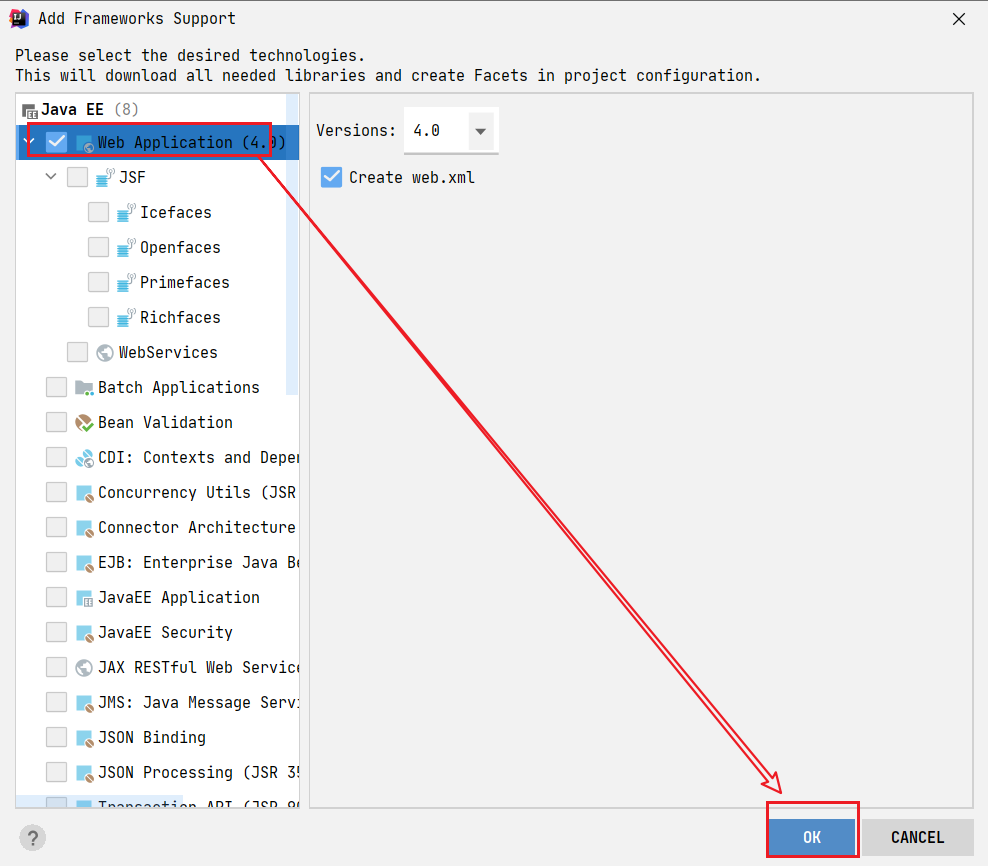 Add Frameworks Support
Please select the desired technologies.
This will download all needed libraries and create Facets in project configuration.
Java EE (8)
Web Application (4.0)
JSF
Icefaces
Openfaces
Primefaces
Richfaces
WebServices
Batch Applications
Bean Validation
CDI: Contexts and Deper
Concurrency Utils (JSR
Connector Architecture
EJB: Enterprise Java Be
JavaEE Application
JavaEE Security
JAX RESTful Web Service
JMS: Java Message Servi
JSON Binding
JSON Processing (JSR 35
Transaction API (JSR 90
Versions: 4.0
Create web.xml
?
OK
CANCEL